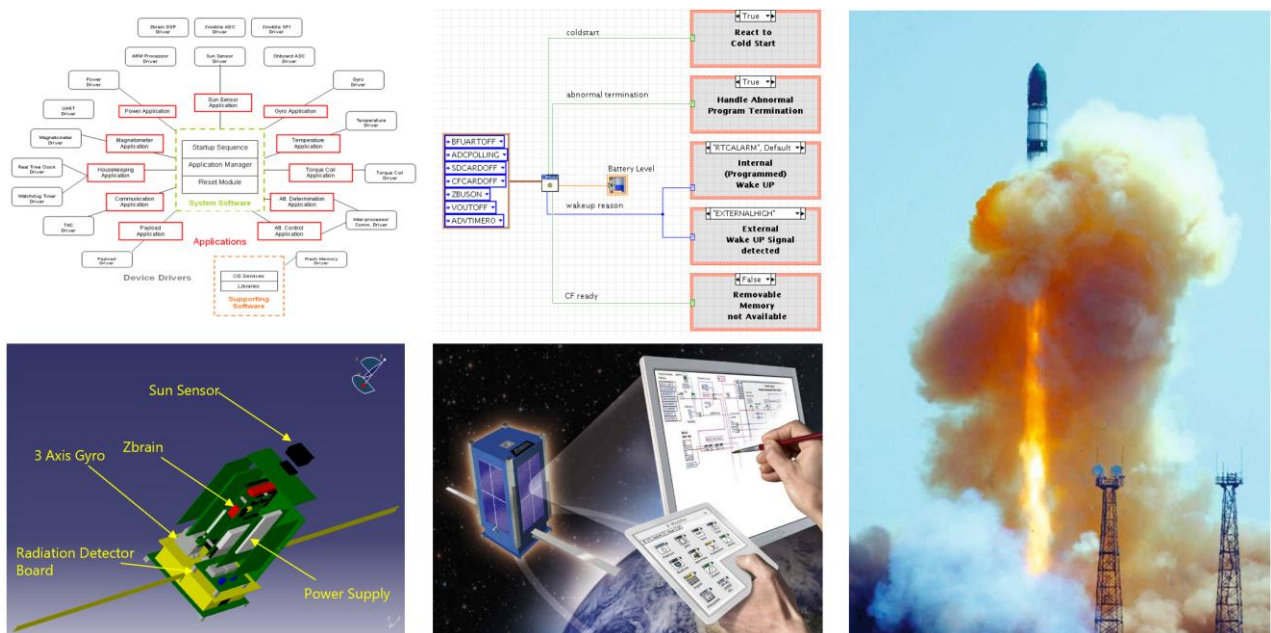 Zbrain DSP
Driver
Zmobile ADC
Driver
Zmobile SPI
Driver
ARM Processor
Driver
Sun Sensor
Driver
Onboard ADC
Driver
Power
Driver
Gyro
Driver
Sun Sensor
Application
Power Application
Gyro Application
UART
Driver
Temperature
Driver
Magnetometer
Driver
Magnetometer
Application
Temperature
Application
Startup Sequence
Application Manager
Reset Module
System Software
Real Time Clock
Driver
Housekeeping
Application
Torque Coil
Application
Torque Coil
Driver
Watchdog Timer
Driver
Communication
Application
Att. Determination
Application
Inter-processor
Comm. Driver
TNC
Driver
Payload
Application
Att. Control
Application
Applications
Payload
Driver
Flash Memory
Driver
Device Drivers
OS Services
Libraries
Supporting
Software
coldstart
True
React to
Cold Start
abnormal termination
True
Handle Abnormal
Program Termination
BFUARTOFF
ADCPOLLING
SDCARDOFF
CFCARDOFF
ZBUSON
VOUTOFF
ADVTIMER0
Battery Level
wakeup reason
"RTCALARM", Default
Internal
(Programmed)
Wake UP
"EXTERNALHIGH"
External
Wake UP Signal
detected
CF ready
False
Removable
Memory
not Available
Sun Sensor
Zbrain
3 Axis Gyro
Radiation Detector
Board
Power Supply